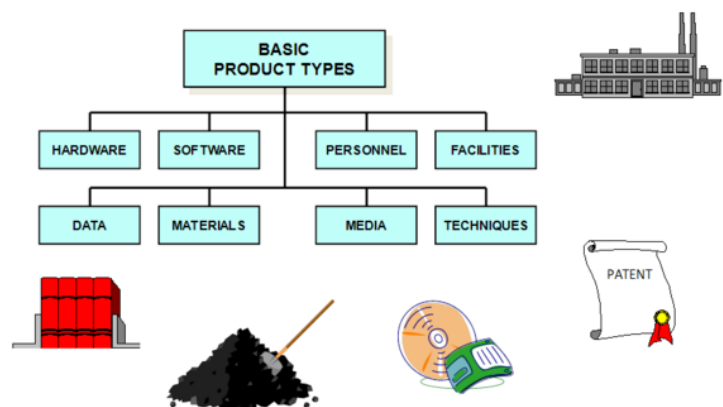 BASIC
PRODUCT TYPES
HARDWARE
SOFTWARE
PERSONNEL
FACILITIES
DATA
MATERIALS
MEDIA
TECHNIQUES
PATENT